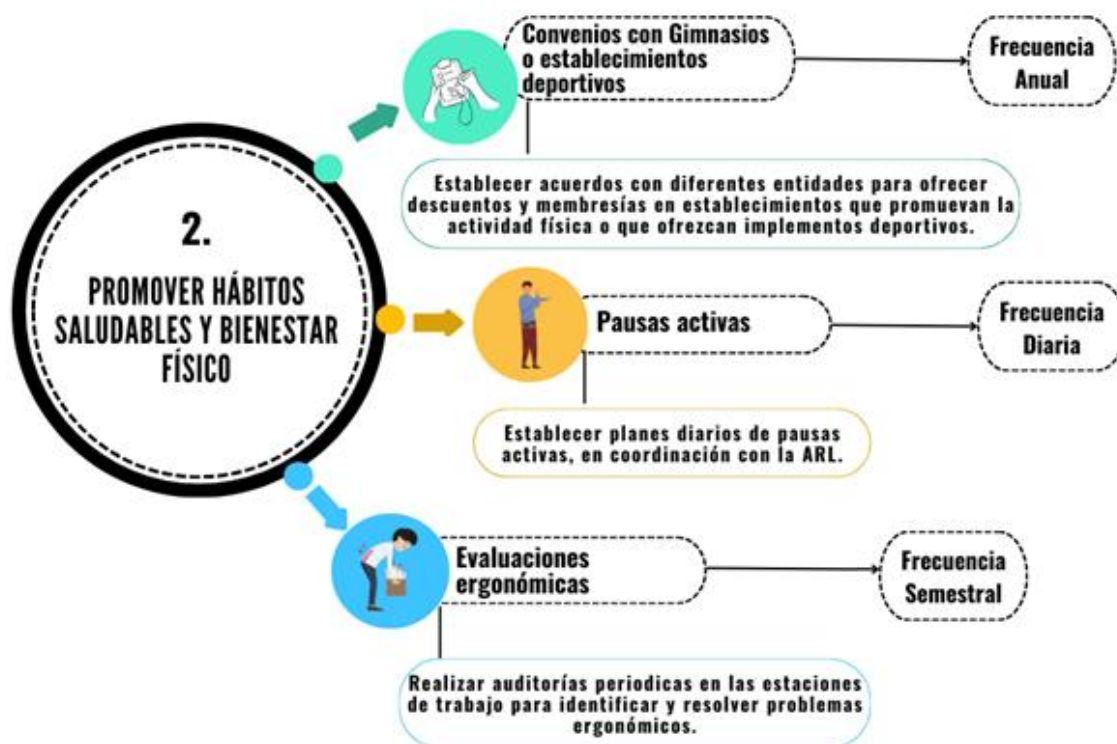 2.
PROMOVER HÁBITOS
SALUDABLES Y BIENESTAR
FÍSICO
Convenios con Gimnasios
o establecimientos
deportivos
Frecuencia
Anual
Establecer acuerdos con diferentes entidades para ofrecer
descuentos y membresías en establecimientos que promuevan la
actividad física o que ofrezcan implementos deportivos.
Pausas activas
Frecuencia
Diaria
Establecer planes diarios de pausas
activas, en coordinación con la ARL.
Evaluaciones
ergonómicas
Frecuencia
Semestral
Realizar auditorías periodicas en las estaciones
de trabajo para identificar y resolver problemas
ergonómicos.